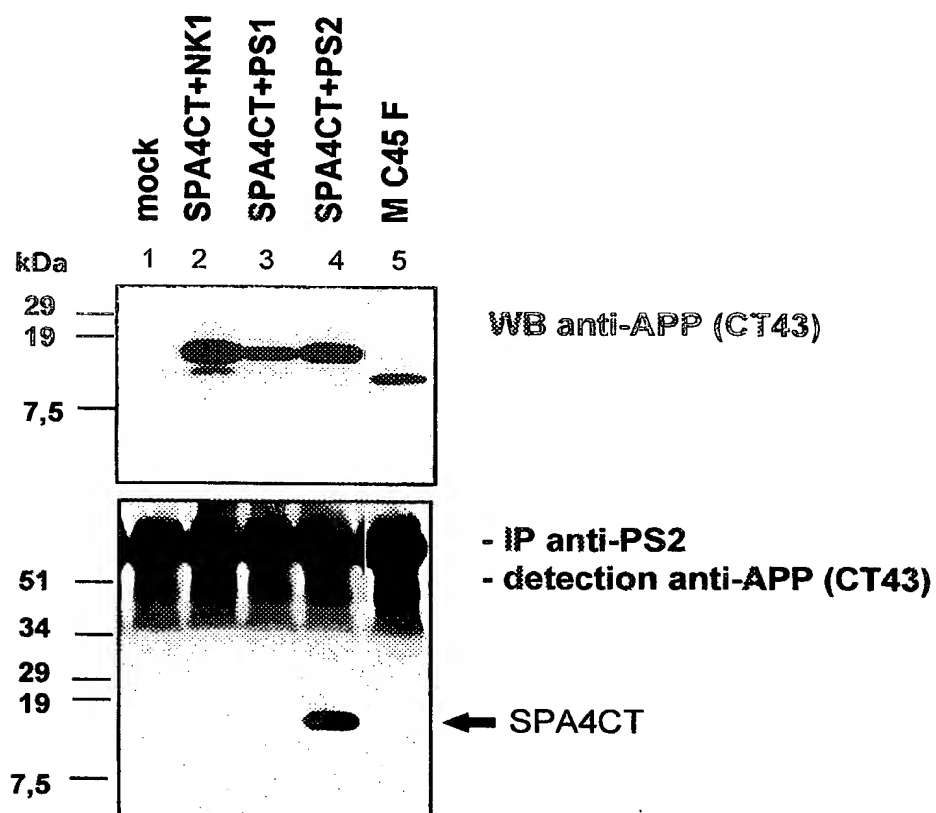 mock
SPA4CT+NK1
SPA4CT+PS1
SPA4CT+PS2
M C45 F
kDa 1 2 3 4 5
29
19
7,5
WB anti-APP (CT43)
- IP anti-PS2
- detection anti-APP (CT43)
51
34
29
19
7,5
SPA4CT